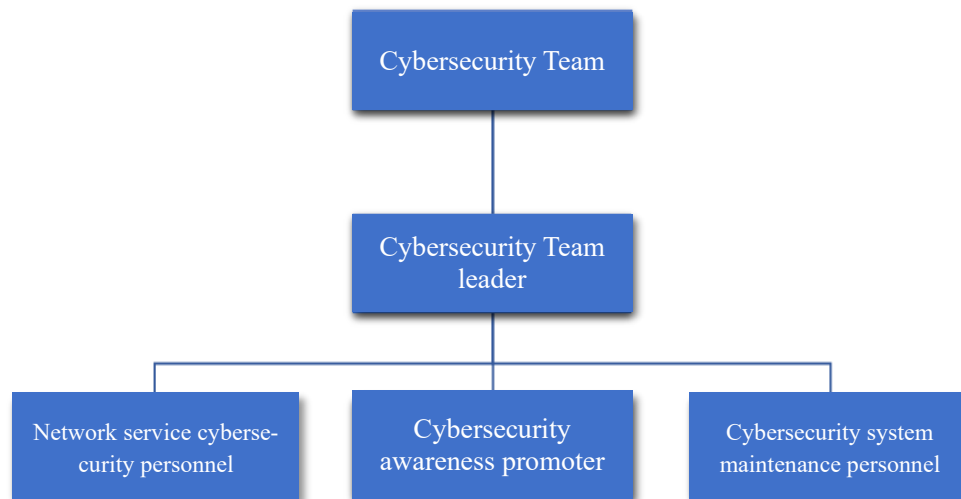 Cybersecurity Team
Cybersecurity Team
leader
Network service cyberse-
curity personnel
Cybersecurity
awareness promoter
Cybersecurity system
maintenance personnel